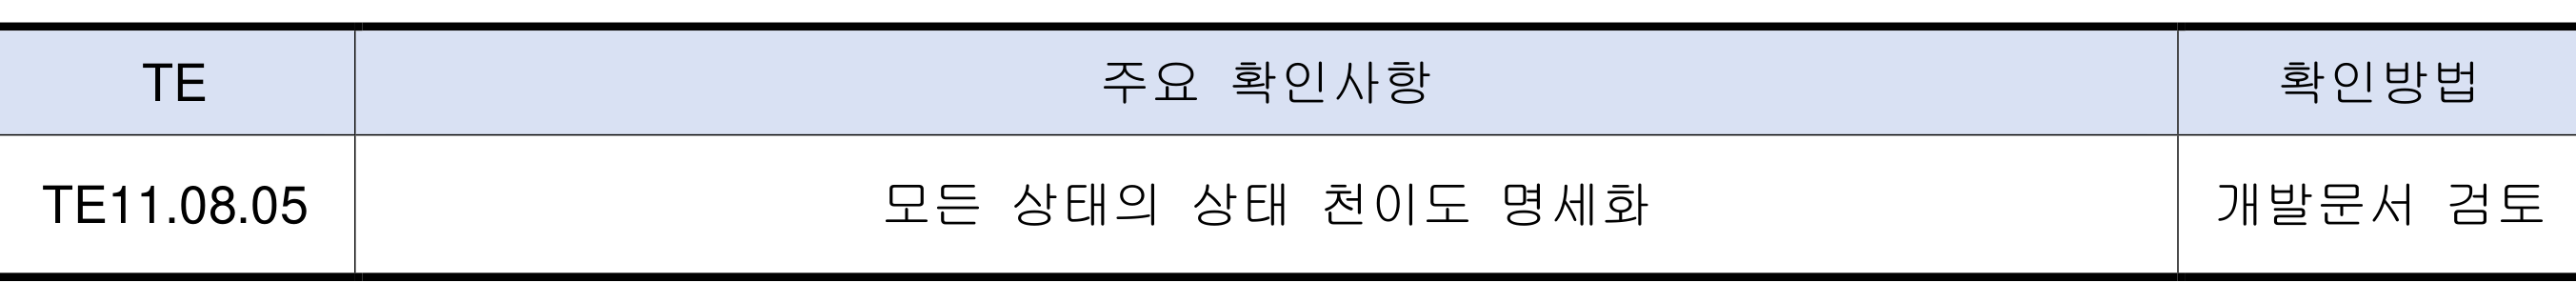 TE 주요 확인사항 확인방법
TE11.08.05 모든 상태의 상태 천이도 명세화 개발문서 검토